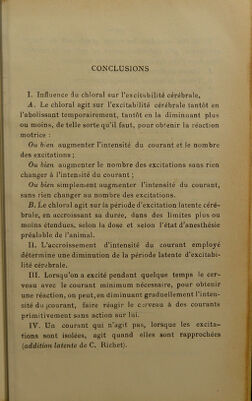 CONCLUSIONS
I. Influence du chloral sur l'excitabilité cérébrale,
A. Le chloral agit sur l'excitabilité cérébrale tantôt en
l'abolissant temporairement, tantôt en la diminuant plus
ou moins, de telle sorte qu'il faut, pour obtenir la réaction
motrice :
Ou bien augmenter l'intensité du courant et le nombre
des excitations ;
Ou bien augmenter le nombre des excitations sans rien
changer à l'intensité du courant ;
Ou bien simplement augmenter l'intensité du courant,
sans rien changer au nombre des excitations.
B. Le chloral agit sur la période d'excitation latente céré-
brale, en accroissant sa durée, dans des limites plus ou
moins étendues, selon la dose et selon l'état d'anesthésie
préalable de l'animal.
II. L'accroissement d'intensité du courant employé
détermine une diminution de la période latente d'excitabi-
lité cérébrale.
III. Lorsqu'on a excité pendant quelque temps le cer-
veau avec le courant minimum nécessaire, pour obtenir
une réaction, on peut, en diminuant graduellement l'inten-
sité du courant, faire réagir le cerveau à des courants
primitivement sans action sur lui.
IV. Un courant qui n'agit pas, lorsque les excita-
tions sont isolées, agit quand elles sont rapprochées
(addition latente de C. Richet).